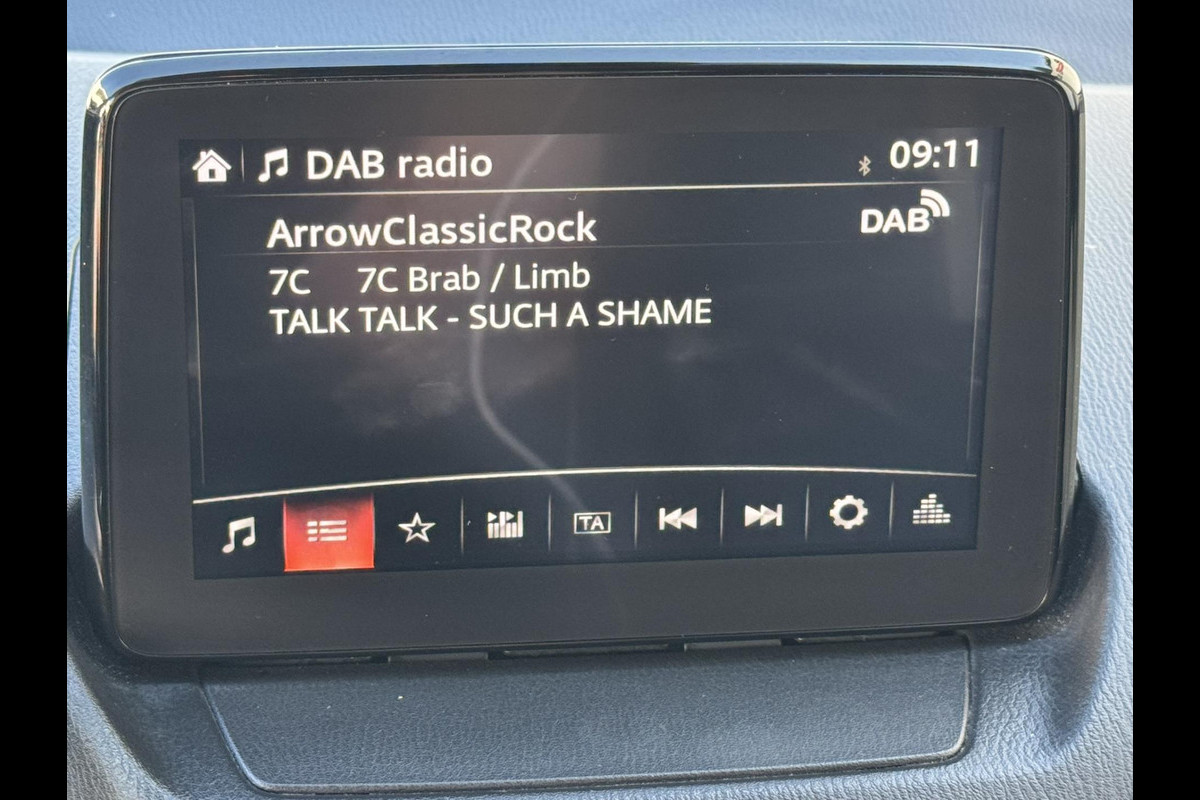 DAB radio 09:11
ArrowClassicRock DAB
7C 7C Brab / Limb
TALK TALK - SUCH A SHAME
TA